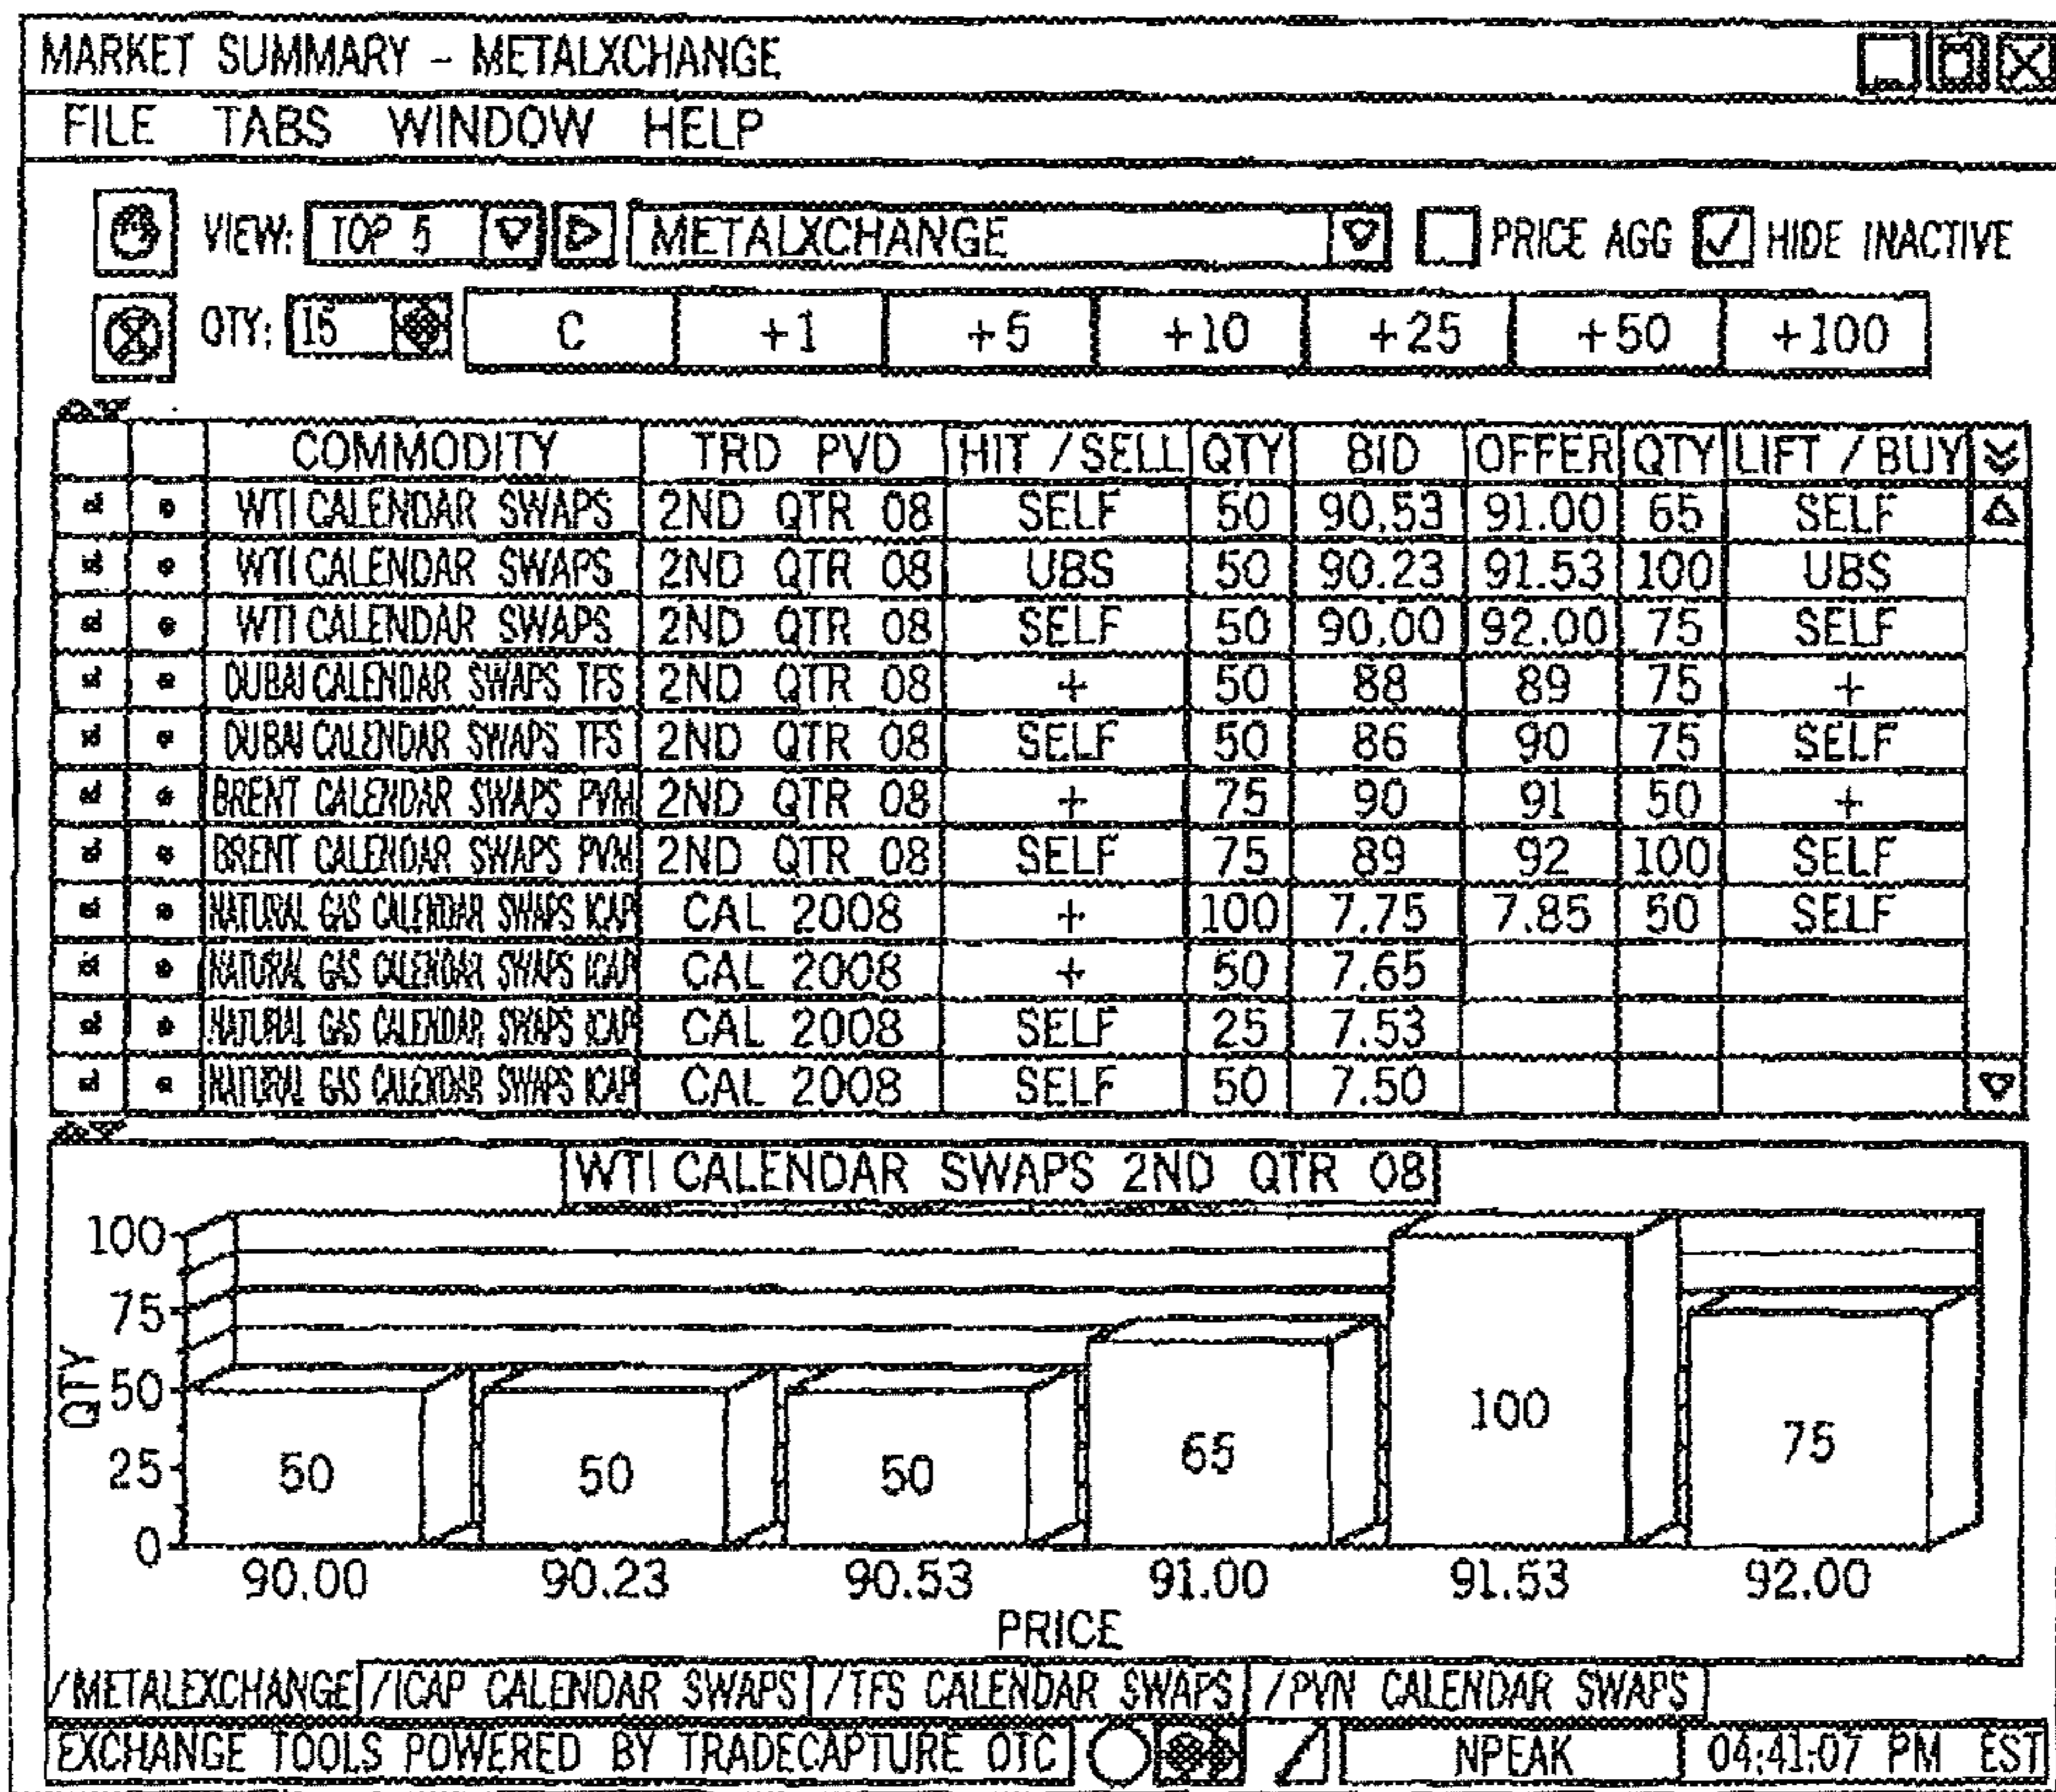 MARKET SUMMARY - METALXCHANGE
FILE TABS WINDOW HELP
VIEW: TOP 5 METALXCHANGE PRICE AGG HIDE INACTIVE
QTY: 15 C +1 +5 +10 +25 +50 +100
COMMODITY TRD PVD HIT / SELL QTY BID OFFER QTY LIFT / BUY
WTI CALENDAR SWAPS 2ND QTR 08 SELF 50 90.53 91.00 65 SELF
WTI CALENDAR SWAPS 2ND QTR 08 UBS 50 90.23 91.53 100 UBS
WTI CALENDAR SWAPS 2ND QTR 08 SELF 50 90.00 92.00 75 SELF
DUBAI CALENDAR SWAPS TFS 2ND QTR 08 + 50 88 89 75 +
DUBAI CALENDAR SWAPS TFS 2ND QTR 08 SELF 50 86 90 75 SELF
BRENT CALENDAR SWAPS PVM 2ND QTR 08 + 75 90 91 50 +
BRENT CALENDAR SWAPS PVM 2ND QTR 08 SELF 75 89 92 100 SELF
NATURAL GAS CALENDAR SWAPS ICAP CAL 2008 + 100 7.75 7.85 50 SELF
NATURAL GAS CALENDAR SWAPS ICAP CAL 2008 + 50 7.65
NATURAL GAS CALENDAR SWAPS ICAP CAL 2008 SELF 25 7.53
NATURAL GAS CALENDAR SWAPS ICAP CAL 2008 SELF 50 7.50
WTI CALENDAR SWAPS 2ND QTR 08
100
75
50
25
0
QTY
50 50 50 65 100 75
90.00 90.23 90.53 91.00 91.53 92.00
PRICE
/METALEXCHANGE /ICAP CALENDAR SWAPS /TFS CALENDAR SWAPS /PVN CALENDAR SWAPS
EXCHANGE TOOLS POWERED BY TRADECAPTURE OTC NPEAK 04:41:07 PM EST